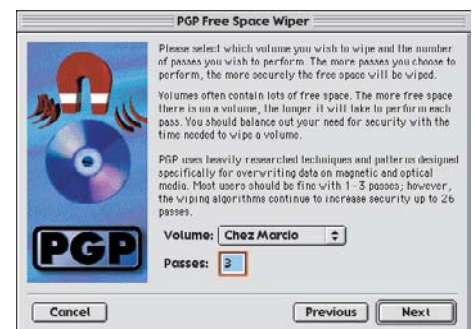 PGP Free Space Wiper
Please select which volume you wish to wipe and the number
of passes you wish to perform. The more passes you choose to
perform, the more securely the free space will be wiped.
Volumes often contain lots of free space. The more free space
there is on a volume, the longer it will take to perform each
pass. You should balance out your need for security with the
time needed to wipe a volume.
PGP uses heavily researched techniques and patterns designed
specifically for overwriting data on magnetic and optical
media. Most users should be fine with 1-3 passes; however,
the wiping algorithms continue to increase security up to 26
passes.
PGP
Volume: Chez Marcio
Passes: 3
Cancel
Previous
Next